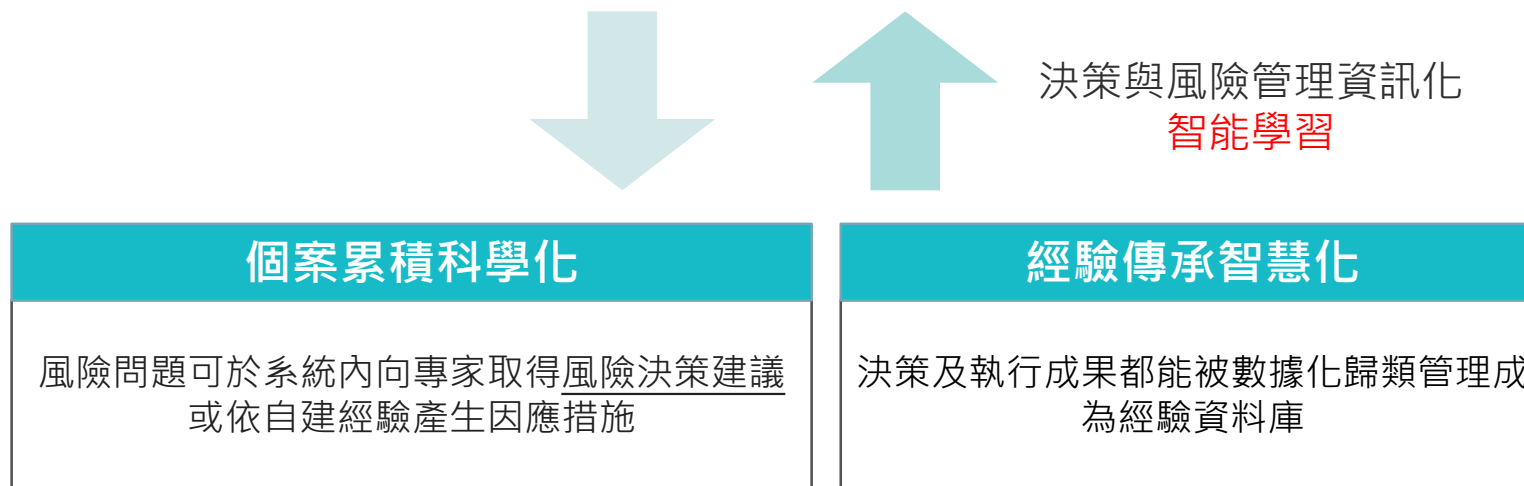 決策與風險管理資訊化
智能學習
個案累積科學化
風險問題可於系統內向專家取得風險決策建議
或依自建經驗產生因應措施
經驗傳承智慧化
決策及執行成果都能被數據化歸類管理成
為經驗資料庫